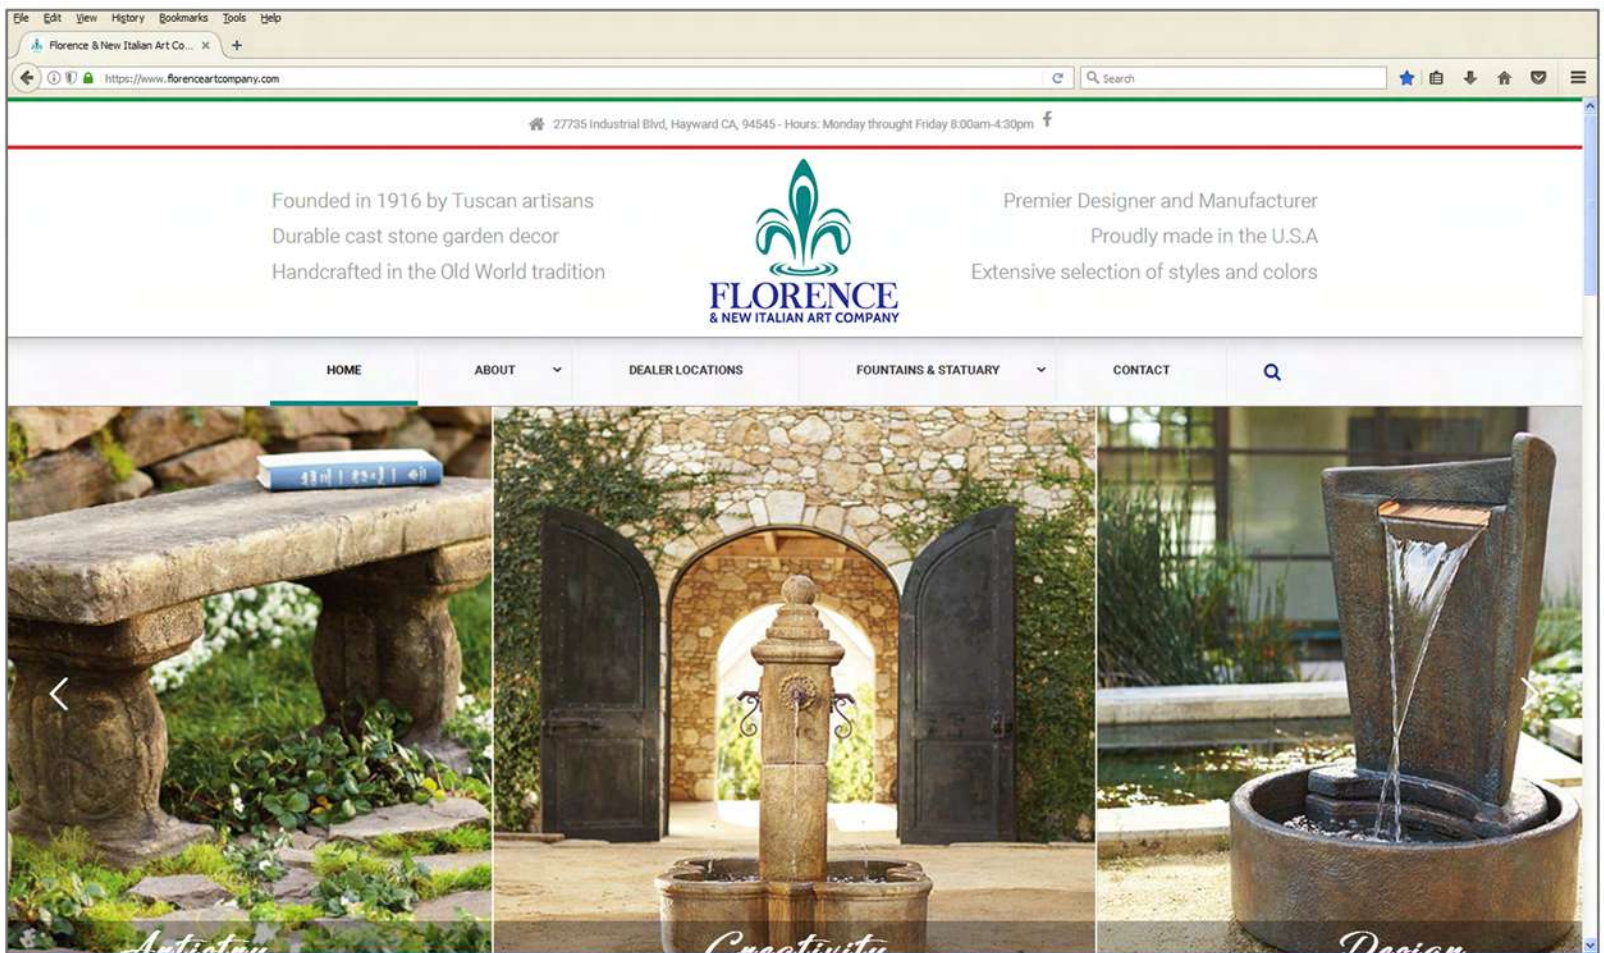 File Edit View History Bookmarks Tools Help
Florence & New Italian Art Co...
https://www.florenceartcompany.com
Search
27735 Industrial Blvd, Hayward CA, 94545 - Hours: Monday throught Friday 8:00am-4:30pm
Founded in 1916 by Tuscan artisans
Durable cast stone garden decor
Handcrafted in the Old World tradition
FLORENCE
& NEW ITALIAN ART COMPANY
Premier Designer and Manufacturer
Proudly made in the U.S.A
Extensive selection of styles and colors
HOME ABOUT DEALER LOCATIONS FOUNTAINS & STATUARY CONTACT
Artistry Creativity Design